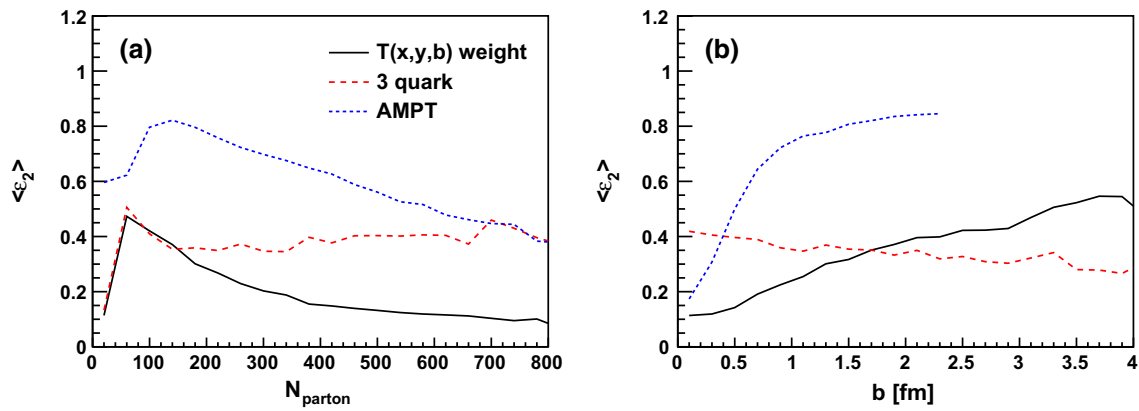 (a)
T(x,y,b) weight
3 quark
AMPT
<ε2>
0 0.2 0.4 0.6 0.8 1 1.2
0 100 200 300 400 500 600 700 800
Nparton
(b)
<ε2>
0 0.2 0.4 0.6 0.8 1 1.2
0 0.5 1 1.5 2 2.5 3 3.5 4
b [fm]